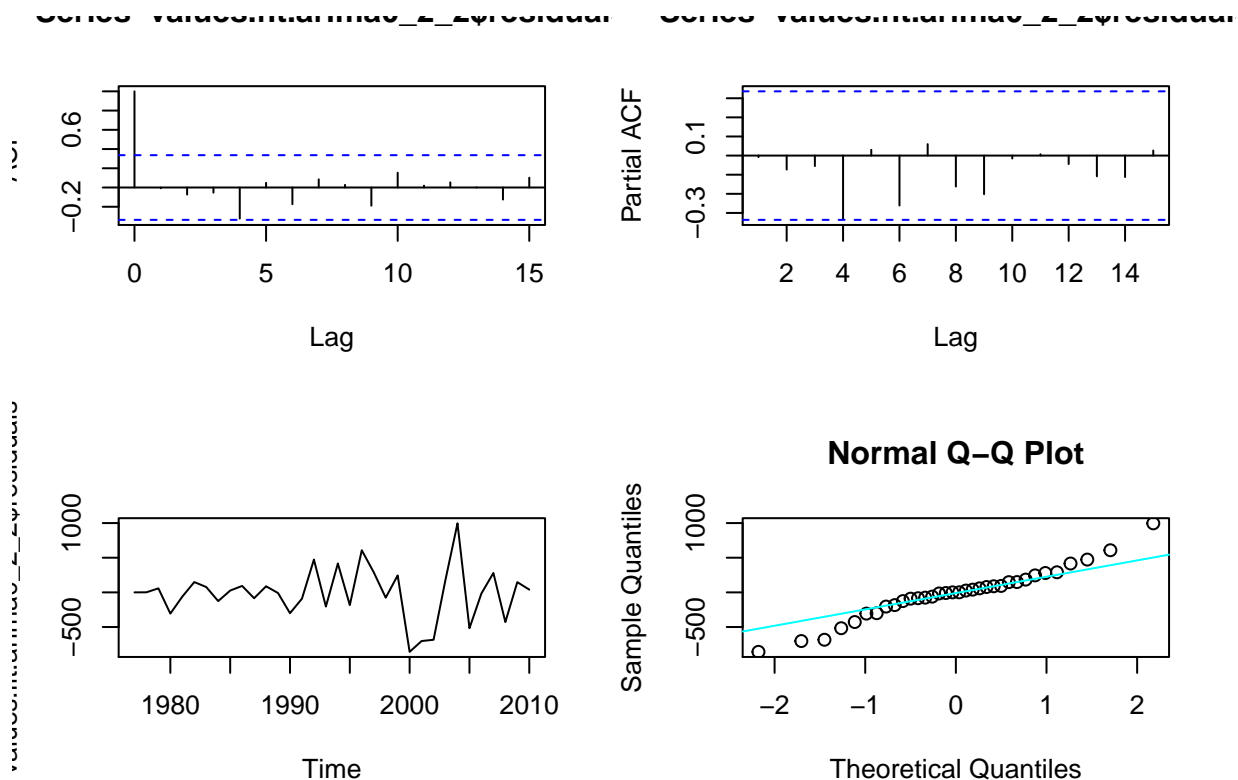 0.6
−0.2
0 5 10 15
Lag
Partial ACF
0.1
−0.3
2 4 6 8 10 12 14
Lag
1000
−500
1980 1990 2000 2010
Time
Normal Q−Q Plot
Sample Quantiles
1000
−500
−2 −1 0 1 2
Theoretical Quantiles